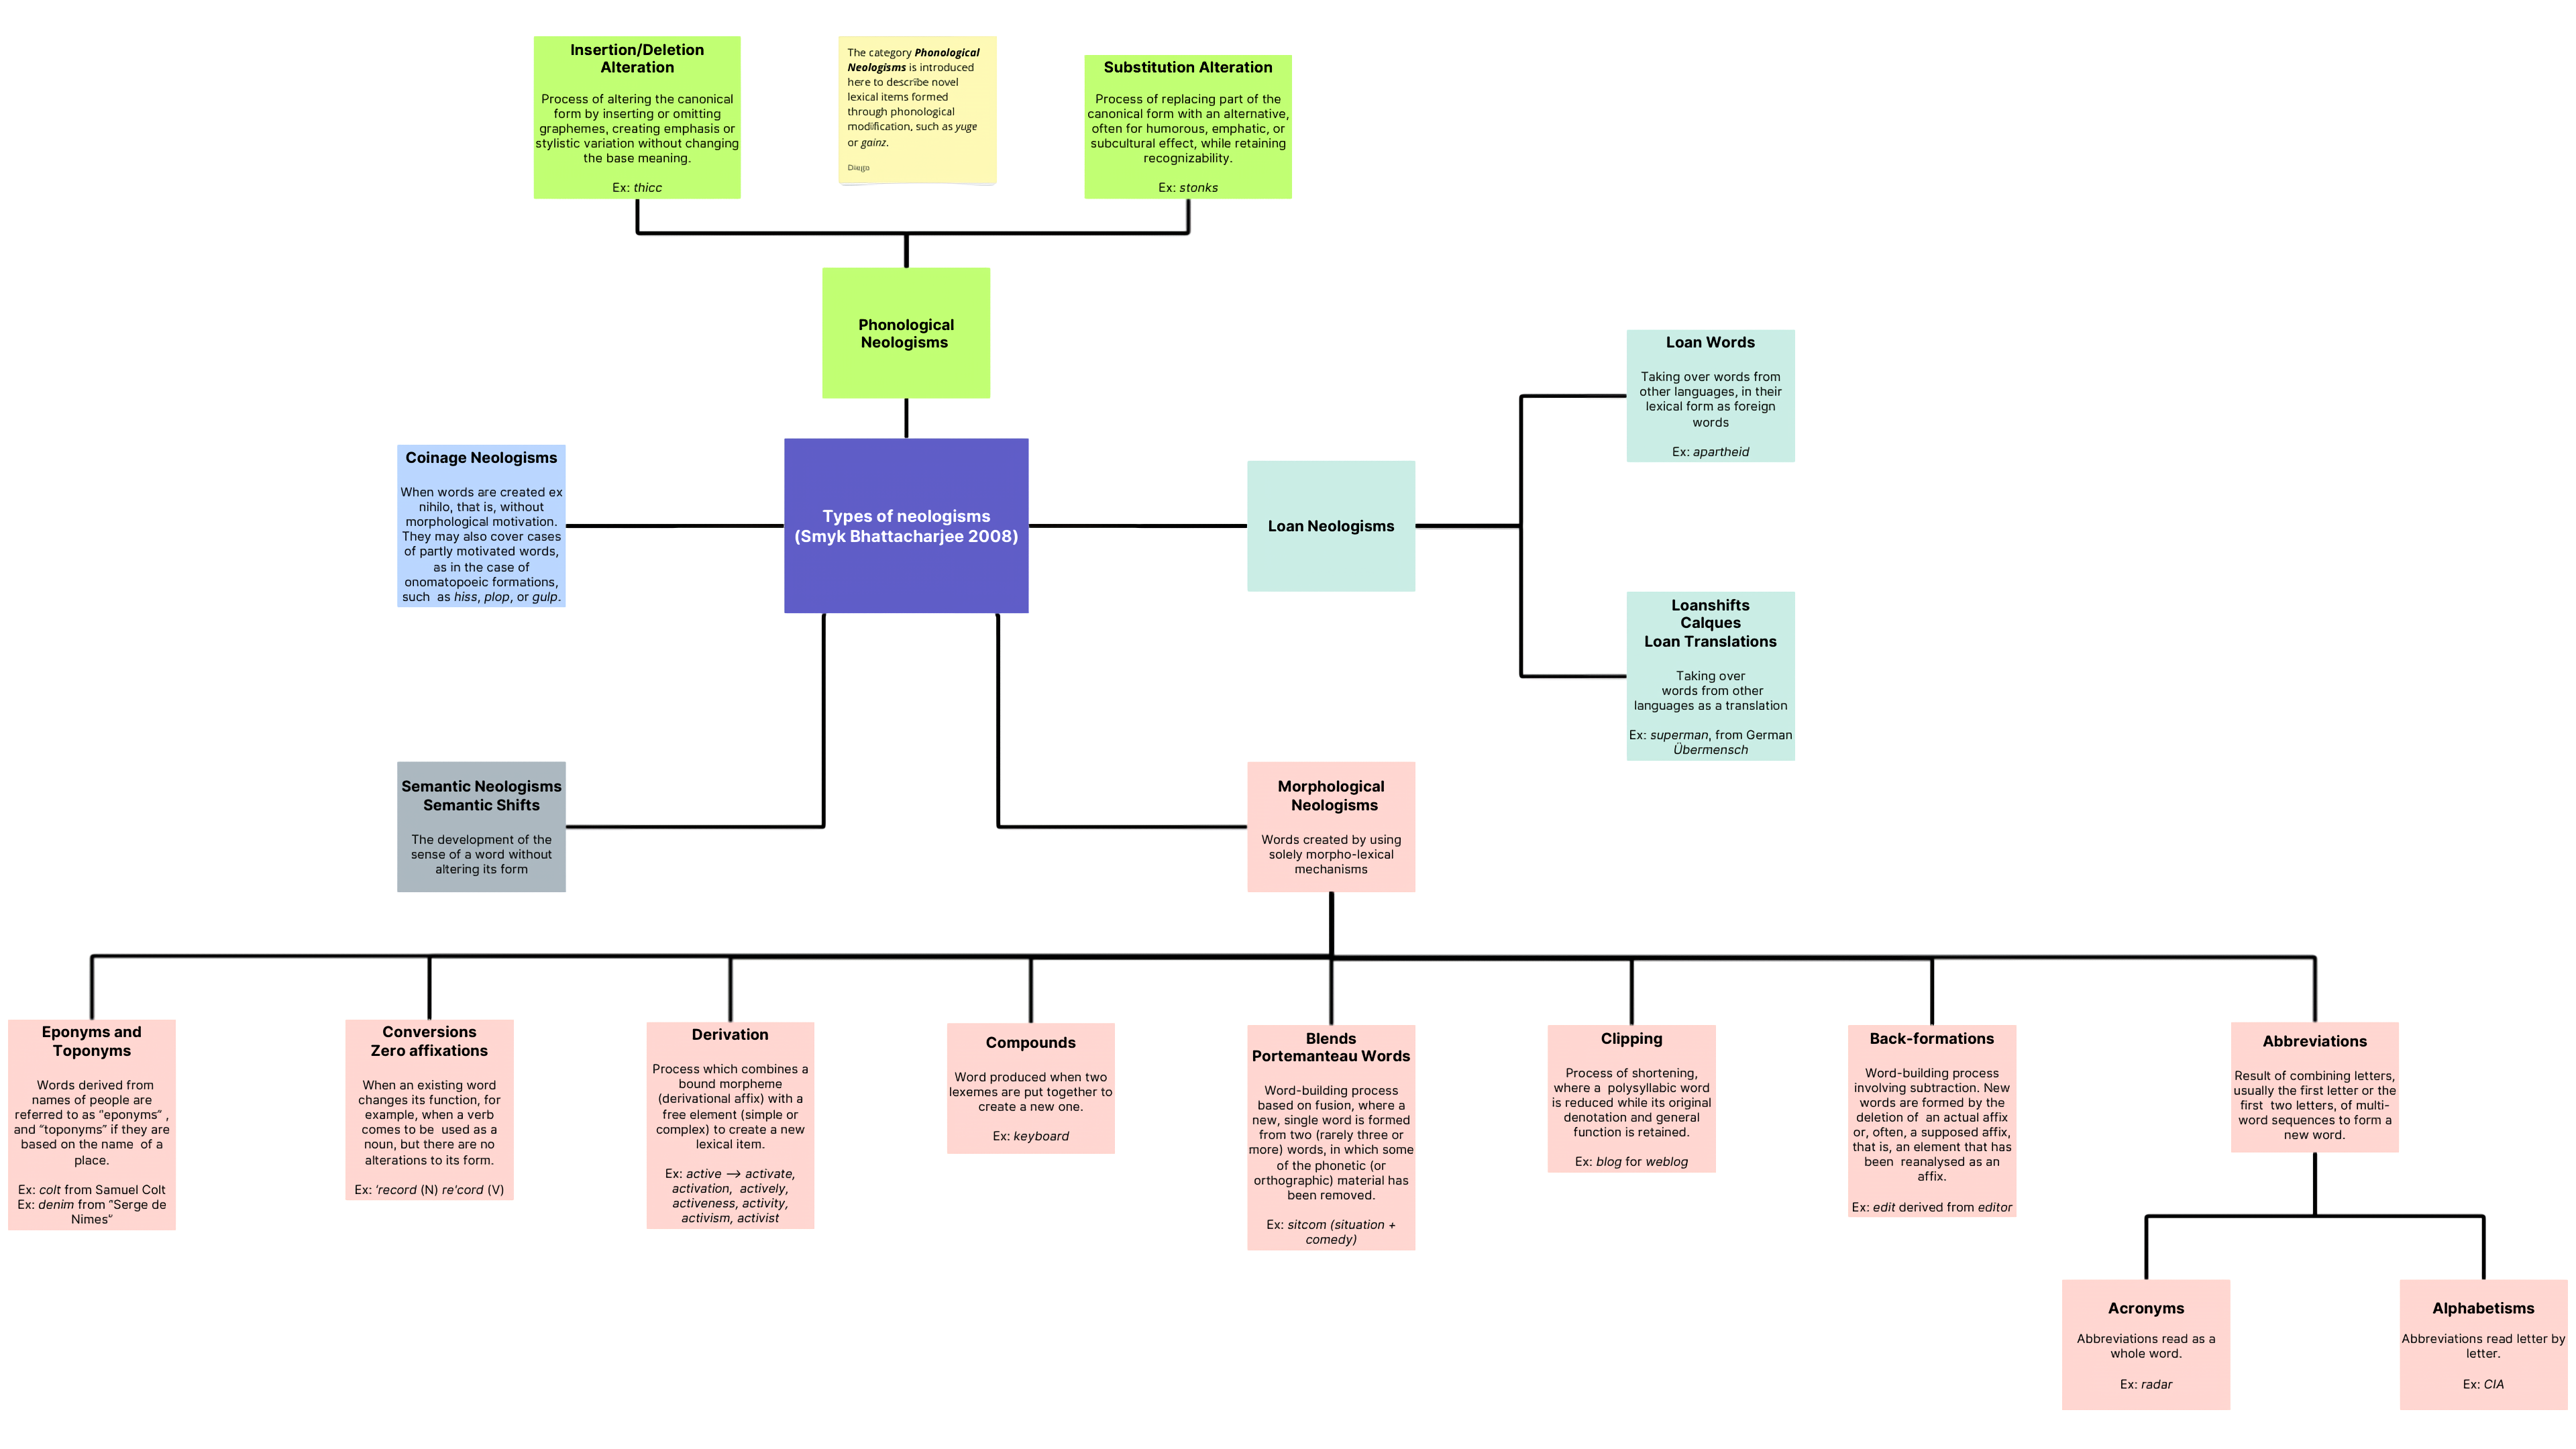 Insertion/Deletion
Alteration
Process of altering the canonical
form by inserting or omitting
graphemes, creating emphasis or
stylistic variation without changing
the base meaning.
Ex: thicc
The category Phonological
Neologisms is introduced
here to describe novel
lexical items formed
through phonological
modification, such as yuge
or gainz.
Diego
Substitution Alteration
Process of replacing part of the
canonical form with an alternative,
often for humorous, emphatic, or
subcultural effect, while retaining
recognizability.
Ex: stonks
Phonological
Neologisms
Loan Words
Taking over words from
other languages, in their
lexical form as foreign
words
Ex: apartheid
Coinage Neologisms
When words are created ex
nihilo, that is, without
morphological motivation.
They may also cover cases
of partly motivated words,
as in the case of
onomatopoeic formations,
such  as hiss, plop, or gulp.
Types of neologisms
(Smyk Bhattacharjee 2008)
Loan Neologisms
Loanshifts
Calques
Loan Translations
Taking over
words from other
languages as a translation
Ex: superman, from German
Übermensch
Semantic Neologisms
Semantic Shifts
The development of the
sense of a word without
altering its form
Morphological
Neologisms
Words created by using
solely morpho-lexical
mechanisms
Eponyms and
Toponyms
Words derived from
names of people are
referred to as “eponyms” ,
and “toponyms” if they are
based on the name  of a
place.
Ex: colt from Samuel Colt
Ex: denim from “Serge de
Nimes”
Conversions
Zero affixations
When an existing word
changes its function, for
example, when a verb
comes to be  used as a
noun, but there are no
alterations to its form.
Ex: 'record (N) re'cord (V)
Derivation
Process which combines a
bound morpheme
(derivational affix) with a
free element (simple or
complex) to create a new
lexical item.
Ex: active —> activate,
activation,  actively,
activeness, activity,
activism, activist
Compounds
Word produced when two
lexemes are put together to
create a new one.
Ex: keyboard
Blends
Portemanteau Words
Word-building process
based on fusion, where a
new, single word is formed
from two (rarely three or
more) words, in which some
of the phonetic (or
orthographic) material has
been removed.
Ex: sitcom (situation +
comedy)
Clipping
Process of shortening,
where a  polysyllabic word
is reduced while its original
denotation and general
function is retained.
Ex: blog for weblog
Back-formations
Word-building process
involving subtraction. New
words are formed by the
deletion of  an actual affix
or, often, a supposed affix,
that is, an element that has
been  reanalysed as an
affix.
Ex: edit derived from editor
Abbreviations
Result of combining letters,
usually the first letter or the
first  two letters, of multi-
word sequences to form a
new word.
Acronyms
Abbreviations read as a
whole word.
Ex: radar
Alphabetisms
Abbreviations read letter by
letter.
Ex: CIA